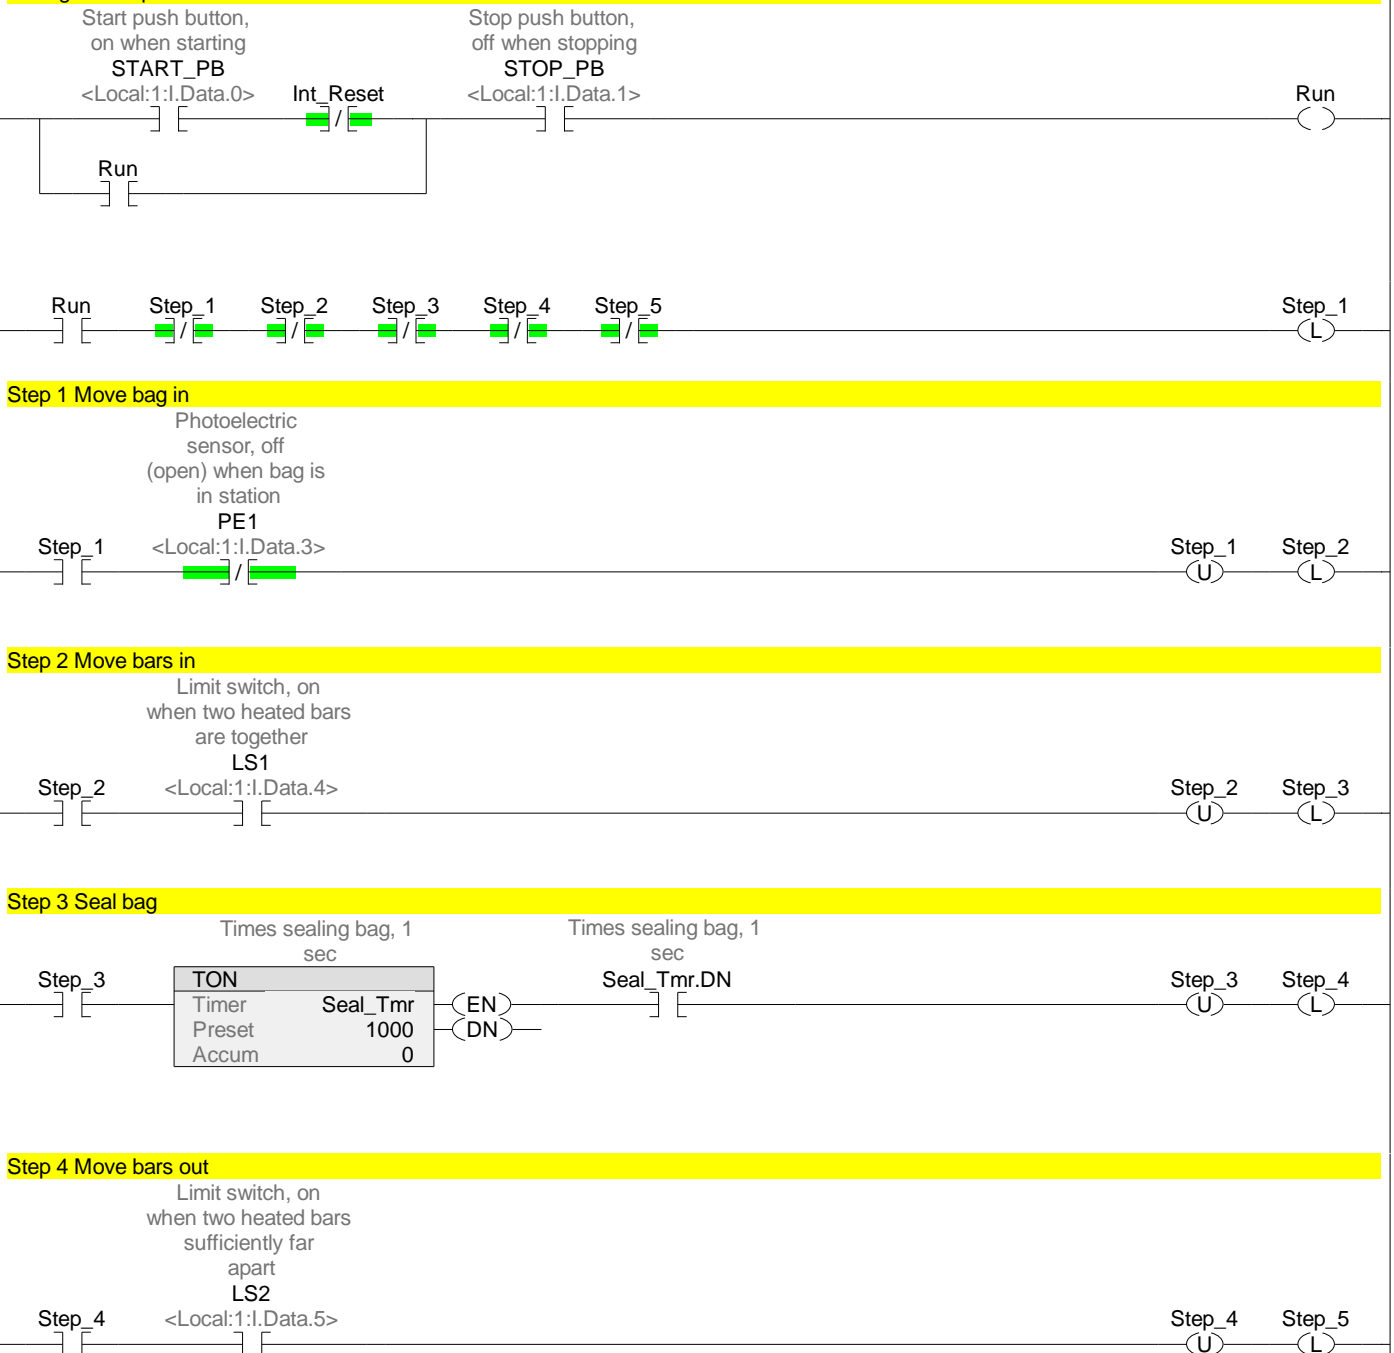 Start push button,
on when starting
START_PB
<Local:1:I.Data.0>
Int_Reset
Stop push button,
off when stopping
STOP_PB
<Local:1:I.Data.1>
Run
/
Run
Run
Step_1
Step_2
Step_3
Step_4
Step_5
Step_1
/
/
/
/
/
L
Step 1 Move bag in
Photoelectric
sensor, off
(open) when bag is
in station
PE1
Step_1
<Local:1:I.Data.3>
Step_1
Step_2
/
U
L
Step 2 Move bars in
Limit switch, on
when two heated bars
are together
LS1
Step_2
<Local:1:I.Data.4>
Step_2
Step_3
U
L
Step 3 Seal bag
Times sealing bag, 1
sec
Times sealing bag, 1
sec
Step_3
TON
Timer Seal_Tmr
Preset 1000
Accum 0
EN
DN
Seal_Tmr.DN
Step_3
Step_4
U
L
Step 4 Move bars out
Limit switch, on
when two heated bars
sufficiently far
apart
LS2
Step_4
<Local:1:I.Data.5>
Step_4
Step_5
U
L